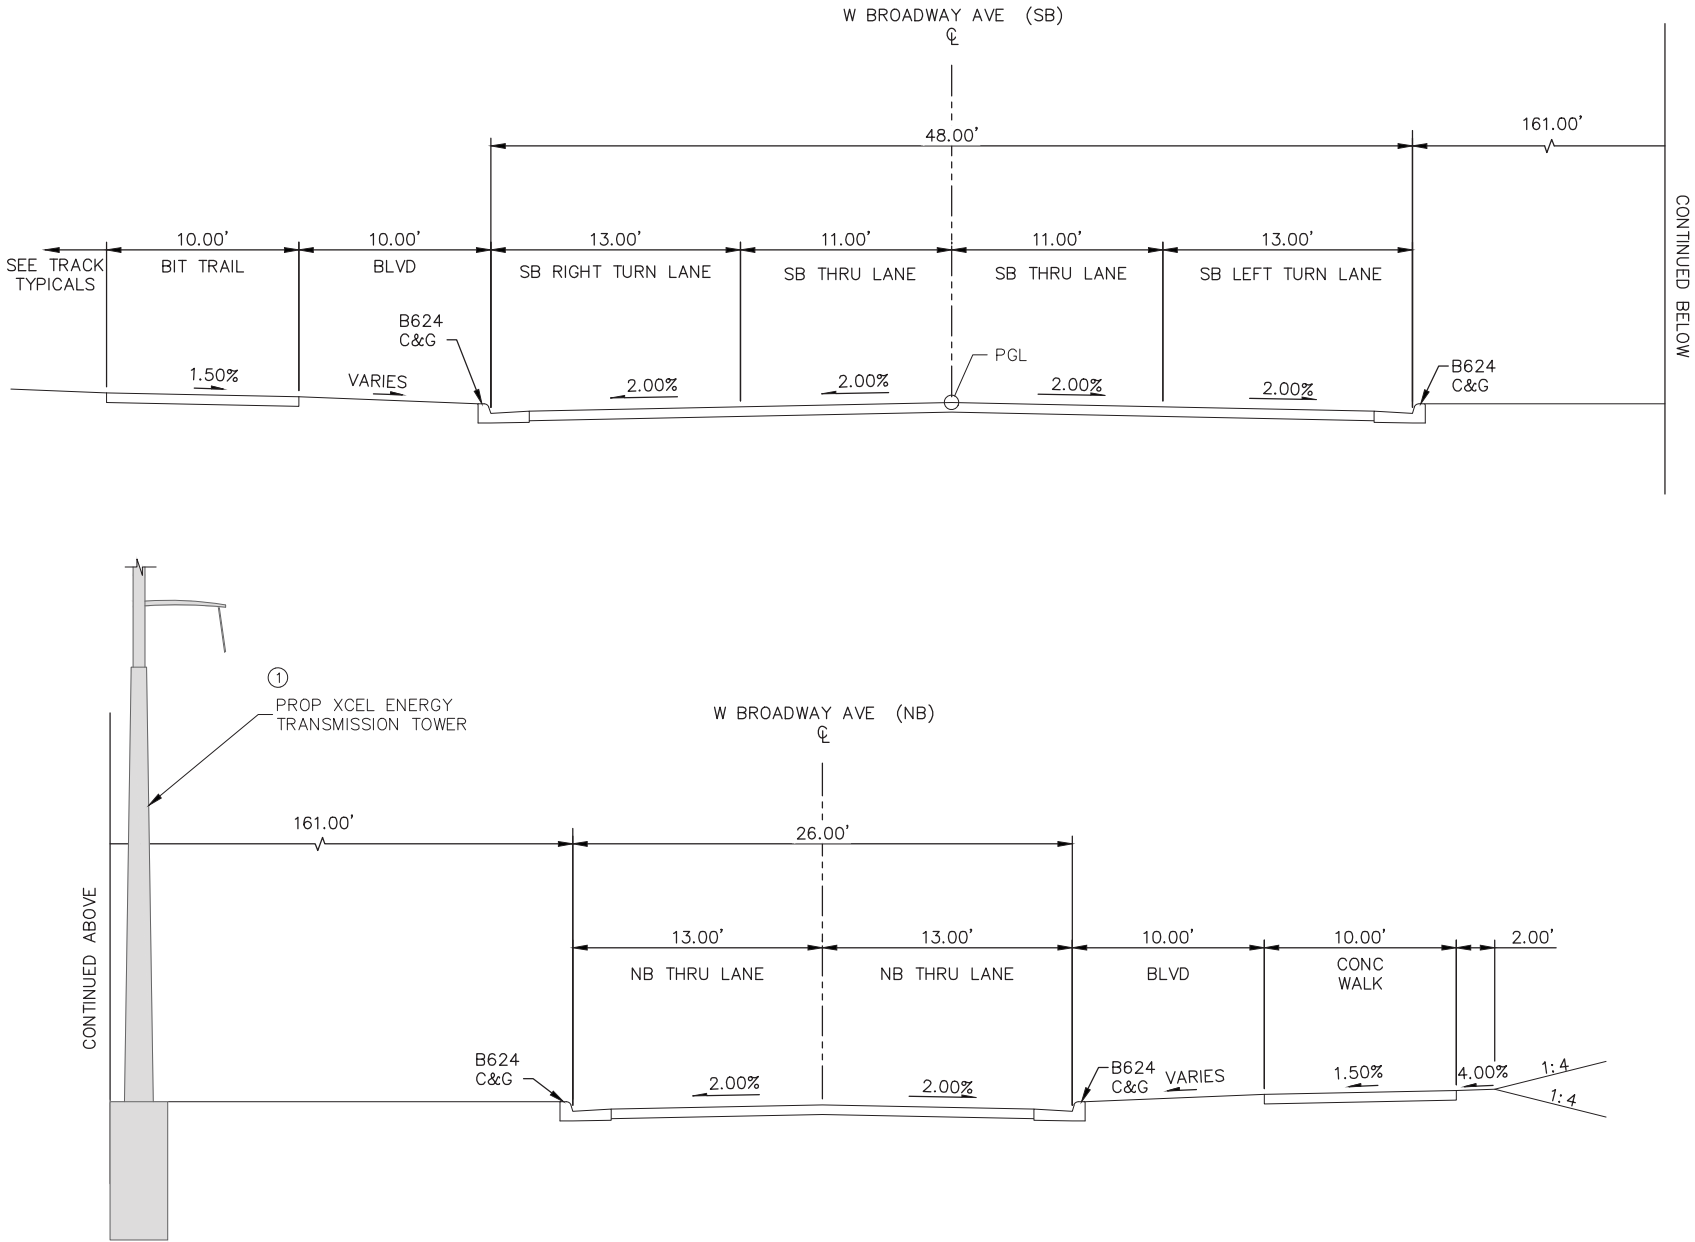 W BROADWAY AVE (SB)
℄
48.00'
161.00'
10.00'
10.00'
13.00'
11.00'
11.00'
13.00'
SEE TRACK
TYPICALS
BIT TRAIL
BLVD
SB RIGHT TURN LANE
SB THRU LANE
SB THRU LANE
SB LEFT TURN LANE
CONTINUED BELOW
B624
C&G
PGL
B624
C&G
1.50%
VARIES
2.00%
2.00%
2.00%
2.00%
1
PROP XCEL ENERGY
TRANSMISSION TOWER
W BROADWAY AVE (NB)
℄
161.00'
26.00'
CONTINUED ABOVE
13.00'
13.00'
10.00'
10.00'
2.00'
NB THRU LANE
NB THRU LANE
BLVD
CONC
WALK
B624
C&G
2.00%
2.00%
B624
C&G
VARIES
1.50%
4.00%
1:4
1:4